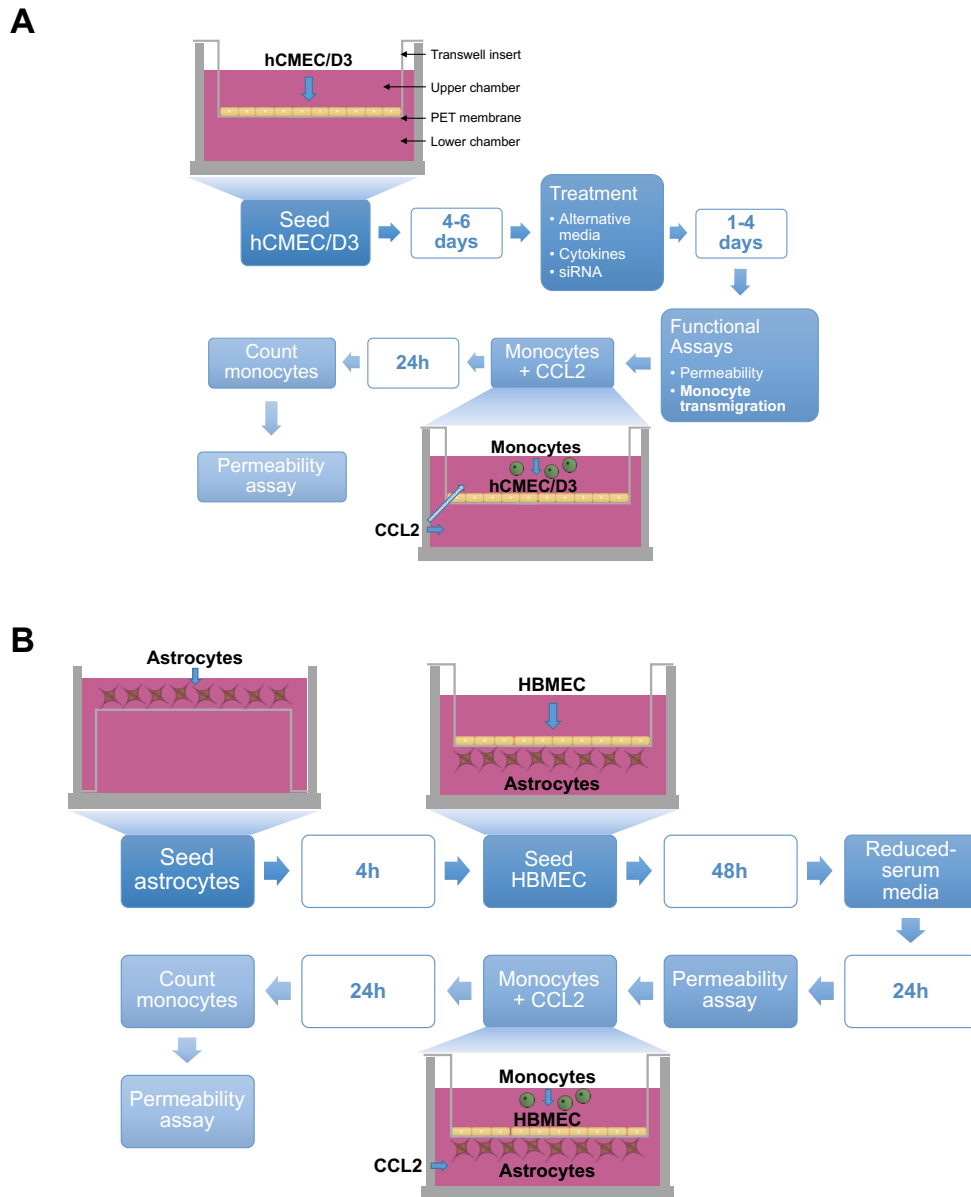 A
hCMEC/D3
Transwell insert
Upper chamber
PET membrane
Lower chamber
Seed
hCMEC/D3
4-6
days
Treatment
• Alternative
media
• Cytokines
• siRNA
1-4
days
Functional
Assays
• Permeability
• Monocyte
transmigration
Monocytes
+ CCL2
24h
Count
monocytes
Permeability
assay
Monocytes
hCMEC/D3
CCL2
B
Astrocytes
HBMEC
Astrocytes
Seed
astrocytes
4h
Seed
HBMEC
48h
Reduced-
serum
media
24h
Permeability
assay
Monocytes
+ CCL2
24h
Count
monocytes
Permeability
assay
Monocytes
HBMEC
CCL2
Astrocytes